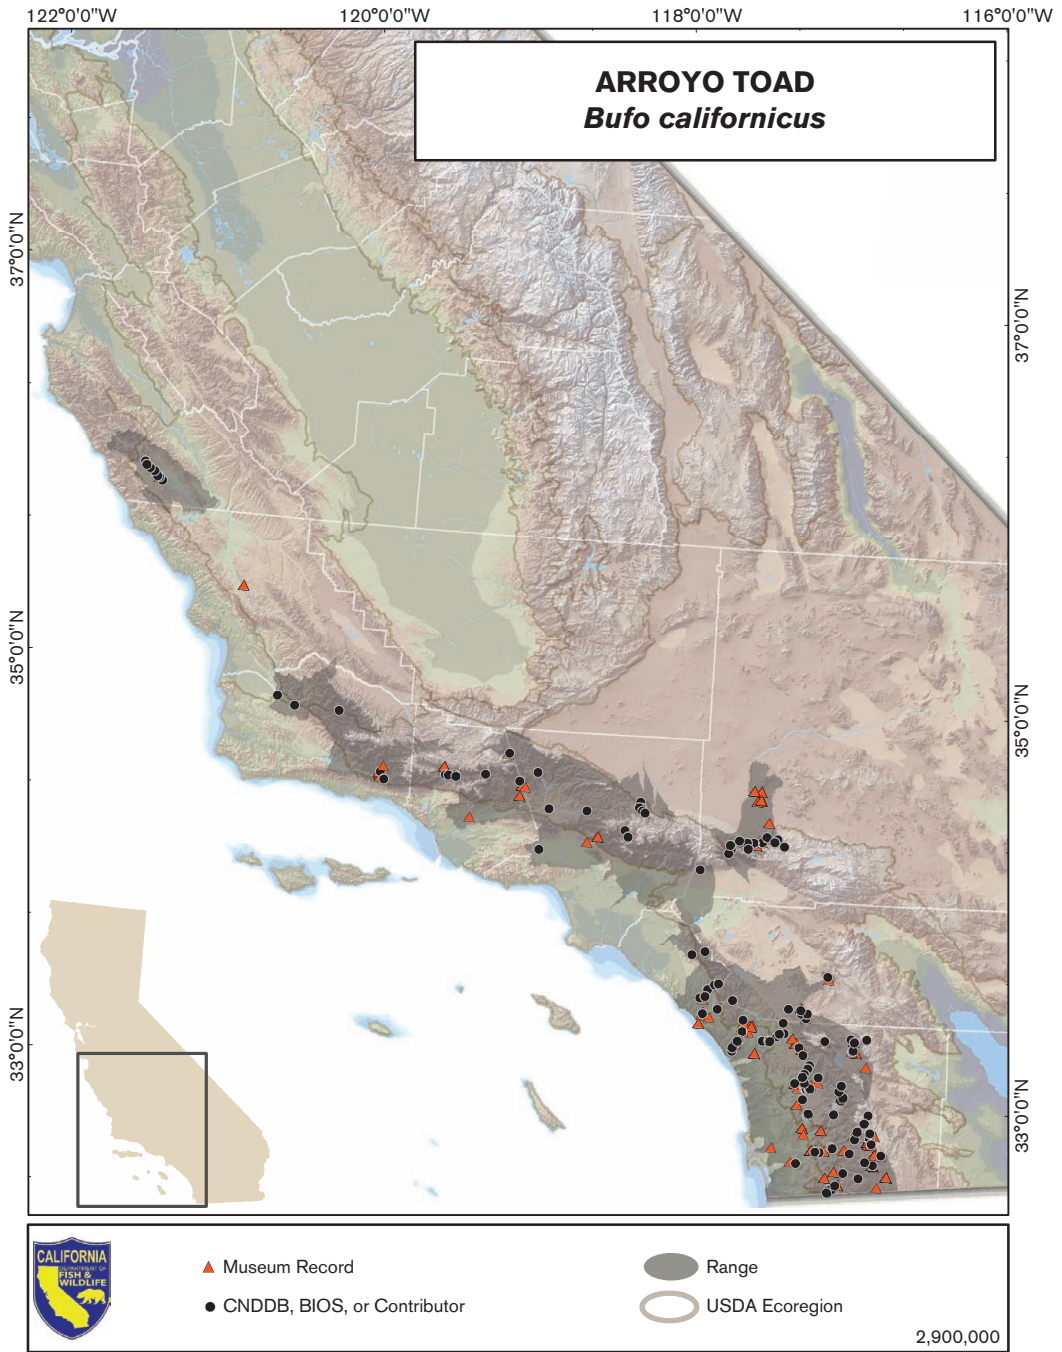 122°0'0"W
120°0'0"W
118°0'0"W
116°0'0"W
ARROYO TOAD
Bufo californicus
37°0'0"N
37°0'0"N
35°0'0"N
35°0'0"N
33°0'0"N
33°0'0"N
CALIFORNIA
DEPARTMENT OF
FISH &
WILDLIFE
Museum Record
CNDDB, BIOS, or Contributor
Range
USDA Ecoregion
2,900,000